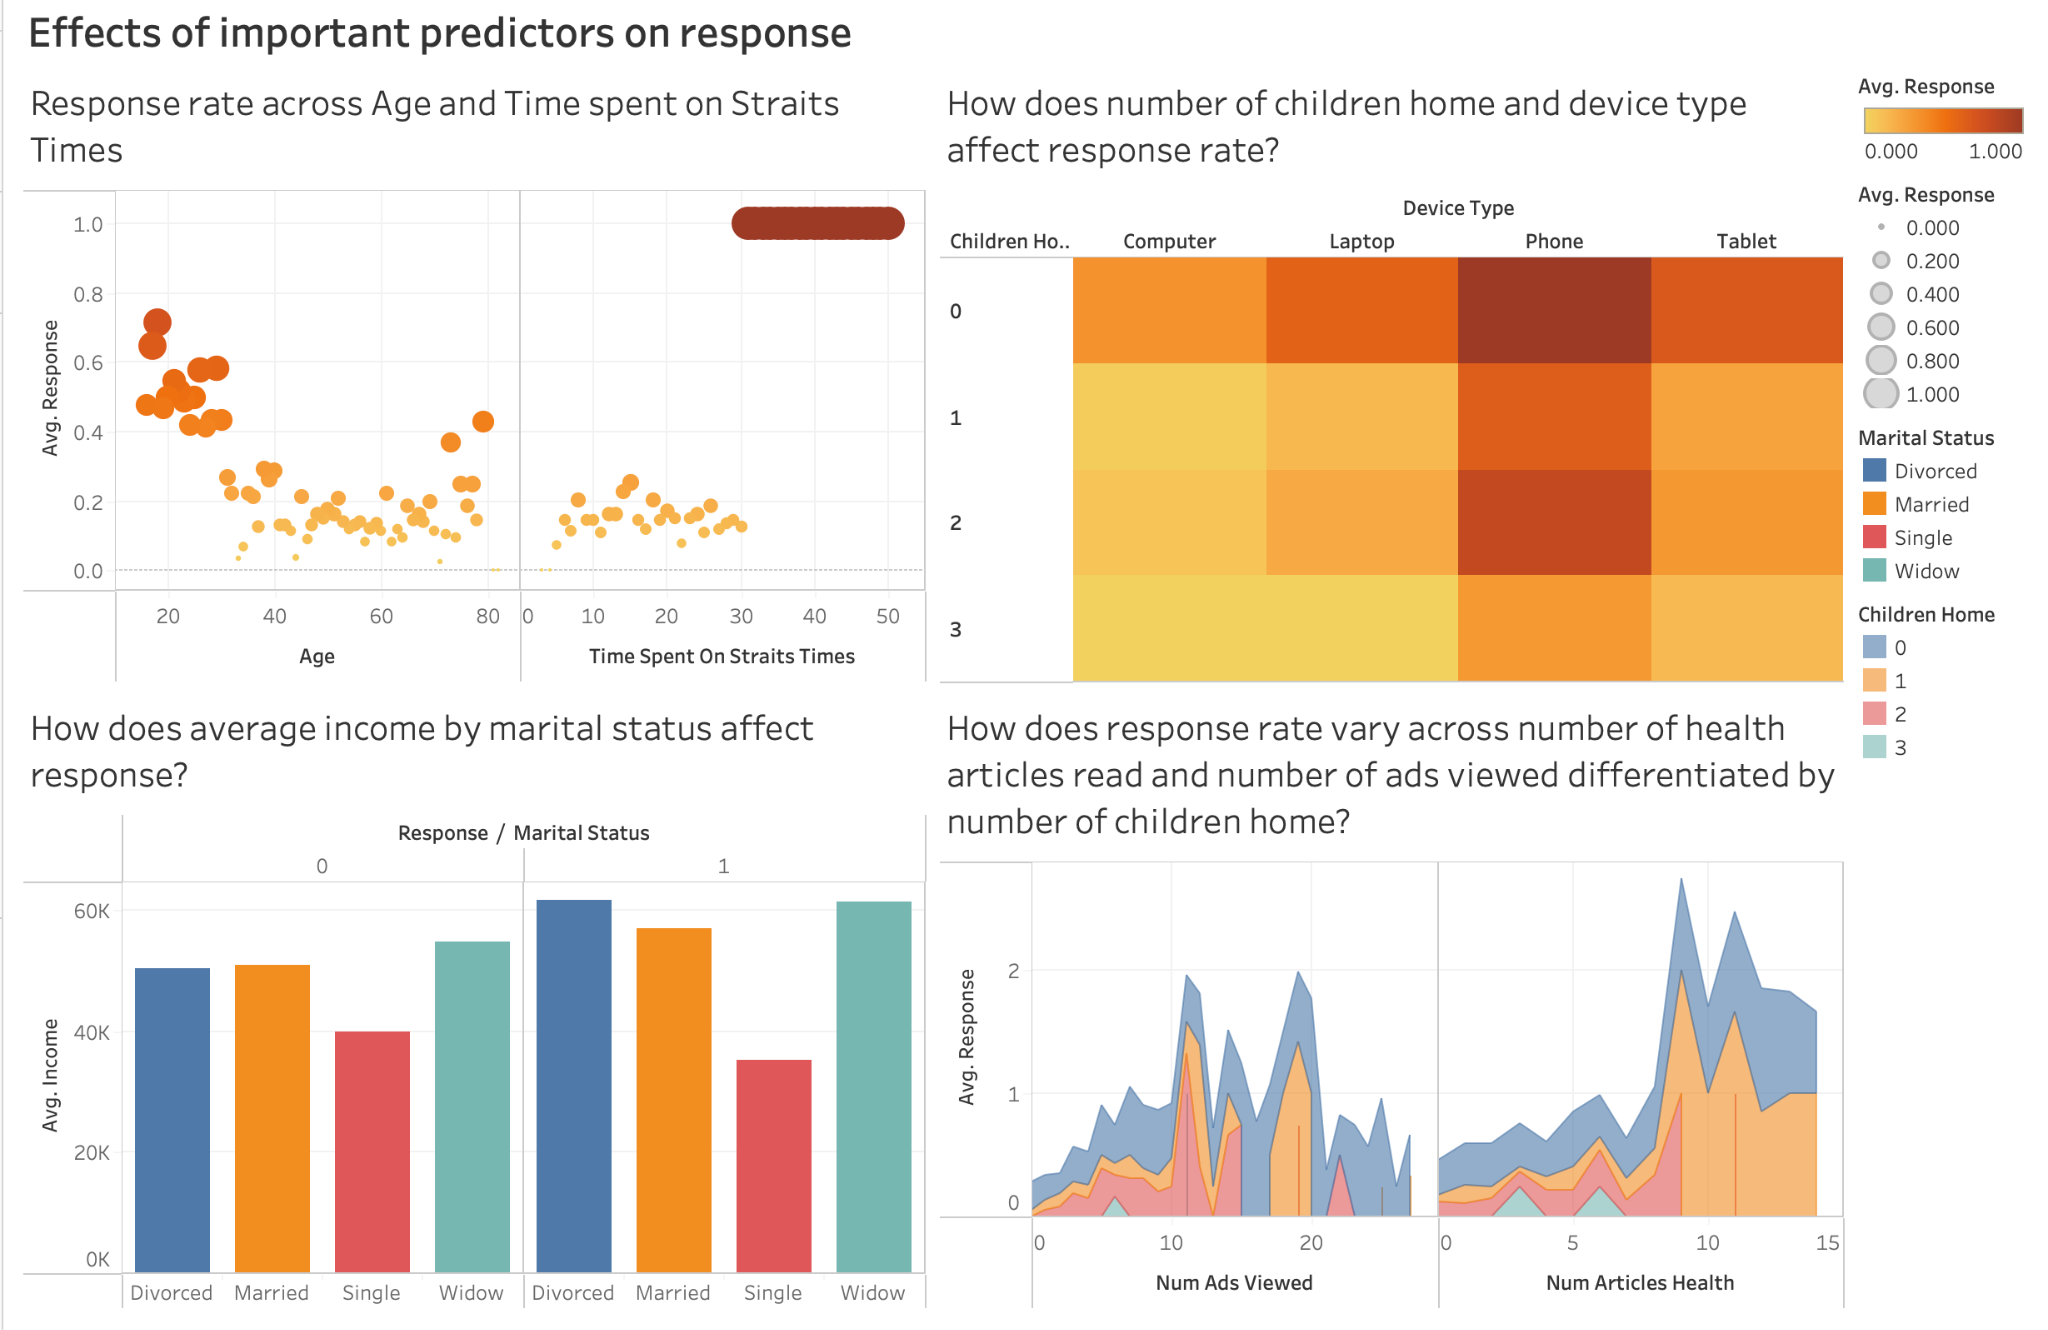 Effects of important predictors on response
Response rate across Age and Time spent on Straits
Times
Avg. Response
1.0
0.8
0.6
0.4
0.2
0.0
20
40
60
80
0
10
20
30
40
50
Age
Time Spent On Straits Times
How does number of children home and device type
affect response rate?
Device Type
Children Ho..
Computer
Laptop
Phone
Tablet
0
1
2
3
Avg. Response
0.000
1.000
Avg. Response
0.000
0.200
0.400
0.600
0.800
1.000
Marital Status
Divorced
Married
Single
Widow
Children Home
0
1
2
3
How does average income by marital status affect
response?
Response / Marital Status
0
1
Avg. Income
60K
40K
20K
0K
Divorced
Married
Single
Widow
Divorced
Married
Single
Widow
How does response rate vary across number of health
articles read and number of ads viewed differentiated by
number of children home?
Avg. Response
2
1
0
0
10
20
0
5
10
15
Num Ads Viewed
Num Articles Health